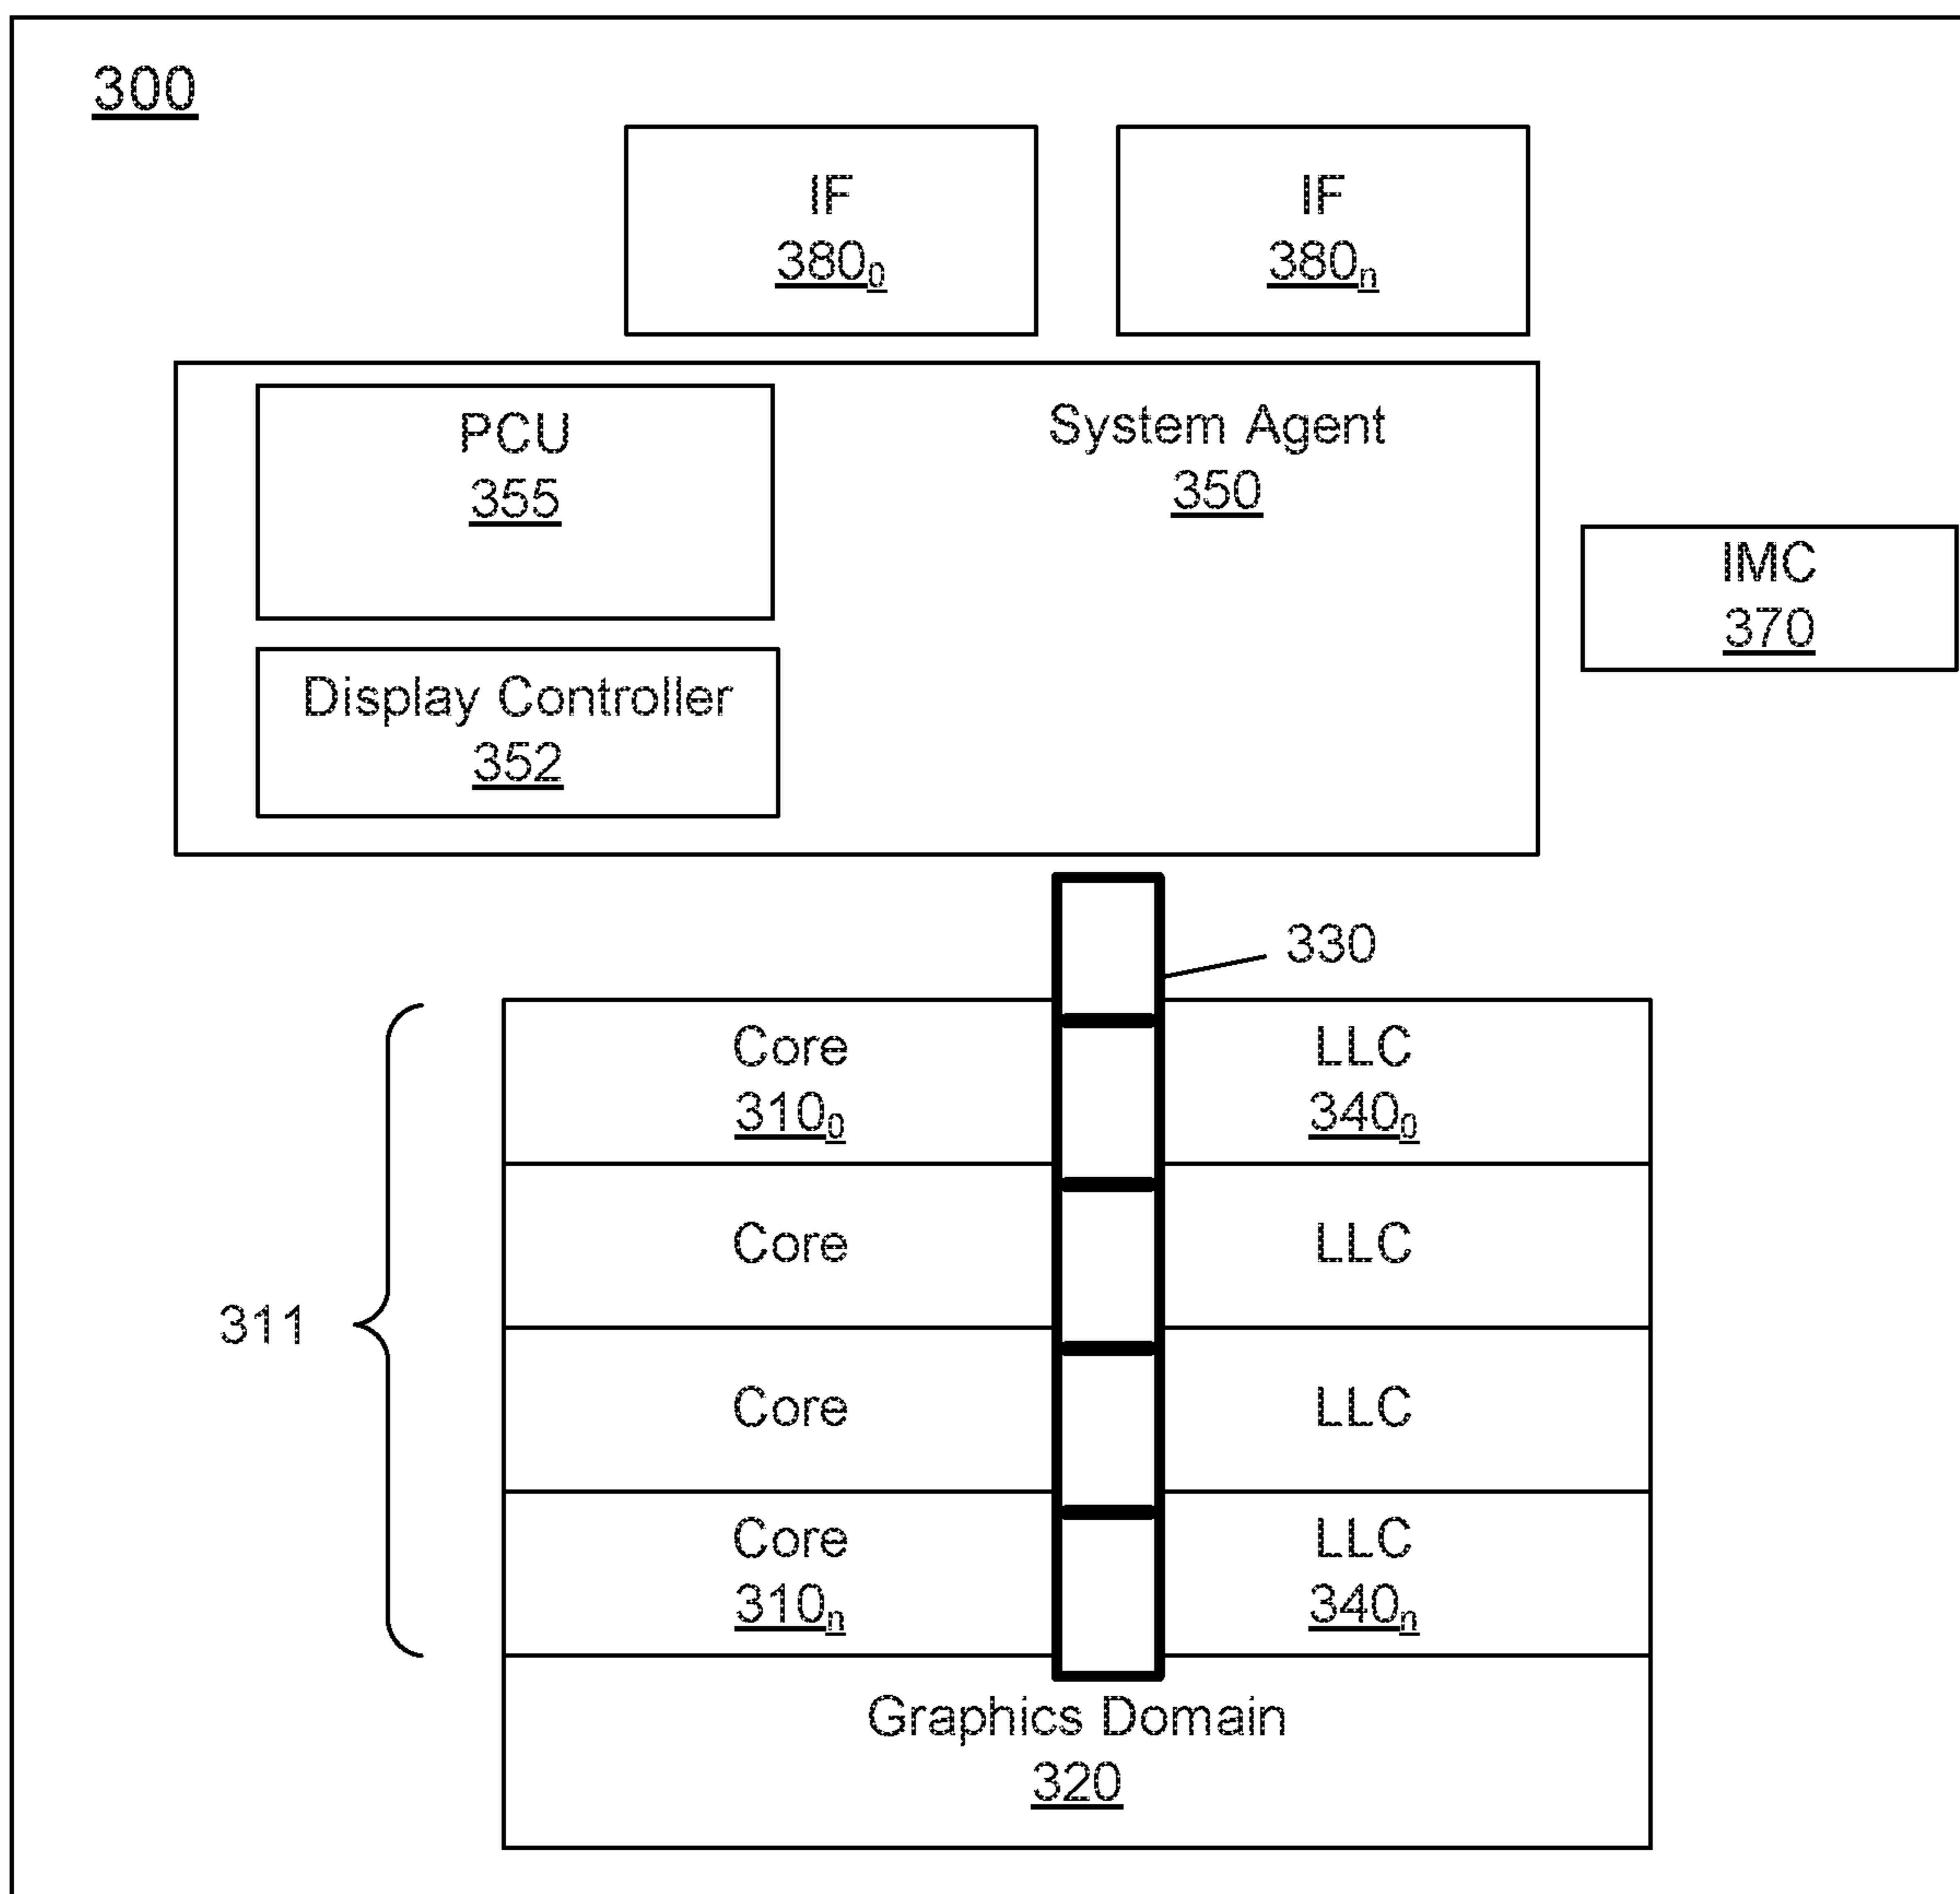 300
IF
380₀
IF
380ₙ
PCU
355
System Agent
350
Display Controller
352
IMC
370
330
311
Core
310₀
LLC
340₀
Core
LLC
Core
LLC
Core
310ₙ
LLC
340ₙ
Graphics Domain
320